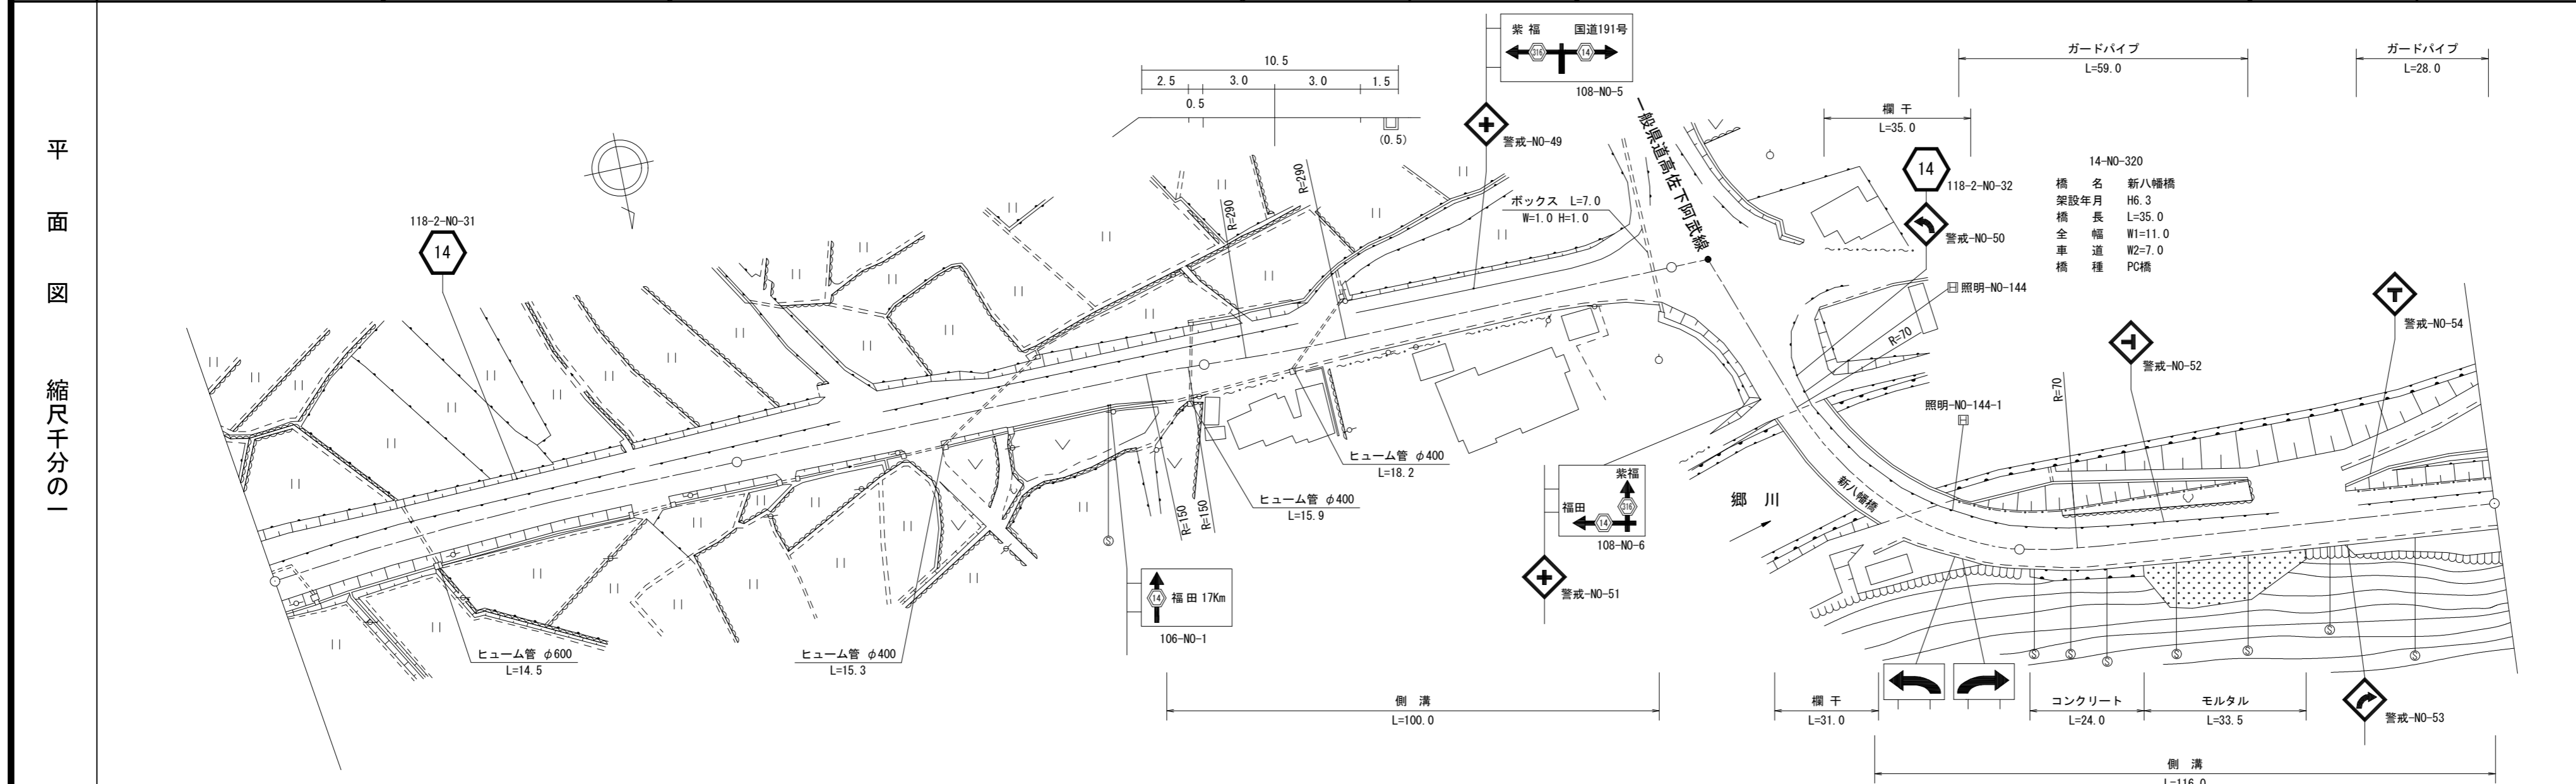 平面図 縮尺千分の一
118-2-NO-31
14
10.5
2.5 3.0 3.0 1.5
0.5
(0.5)
紫福 国道191号
316 14
108-NO-5
警戒-NO-49
一般県道高佐下阿武線
ボックス L=7.0
W=1.0 H=1.0
R=290
R=290
ガードパイプ
L=59.0
ガードパイプ
L=28.0
欄干
L=35.0
14
118-2-NO-32
警戒-NO-50
14-NO-320
橋名 新八幡橋
架設年月 H6.3
橋長 L=35.0
全幅 W1=11.0
車道 W2=7.0
橋種 PC橋
照明-NO-144
R=70
警戒-NO-54
警戒-NO-52
R=70
照明-NO-144-1
新八幡橋
郷川
ヒューム管 φ400
L=18.2
ヒューム管 φ400
L=15.9
R=150
R=150
紫福
316
福田
14
108-NO-6
警戒-NO-51
14 福田 17Km
106-NO-1
ヒューム管 φ600
L=14.5
ヒューム管 φ400
L=15.3
S
S
S
S
S
S
S
S
側溝
L=100.0
欄干
L=31.0
コンクリート
L=24.0
モルタル
L=33.5
警戒-NO-53
側溝
L=116.0